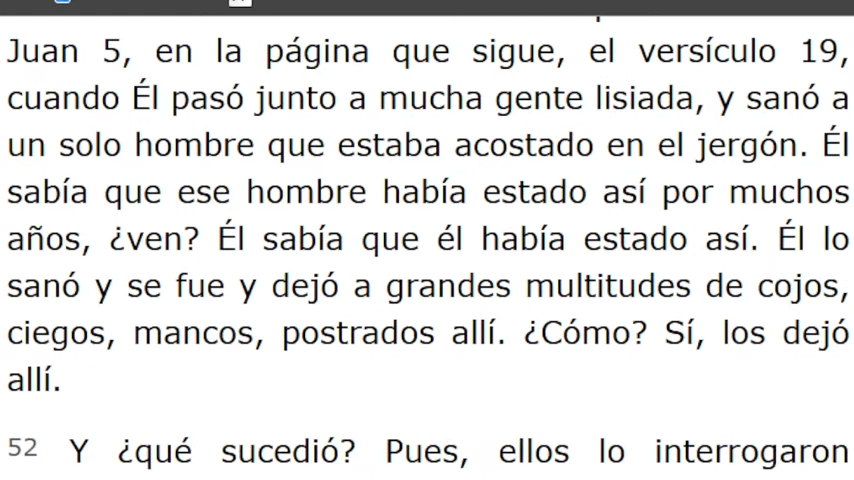 Juan 5, en la página que sigue, el versículo 19,
cuando Él pasó junto a mucha gente lisiada, y sanó a
un solo hombre que estaba acostado en el jergón. Él
sabía que ese hombre había estado así por muchos
años, ¿ven? Él sabía que él había estado así. Él lo
sanó y se fue y dejó a grandes multitudes de cojos,
ciegos, mancos, postrados allí. ¿Cómo? Sí, los dejó
allí.
52 Y ¿qué sucedió? Pues, ellos lo interrogaron